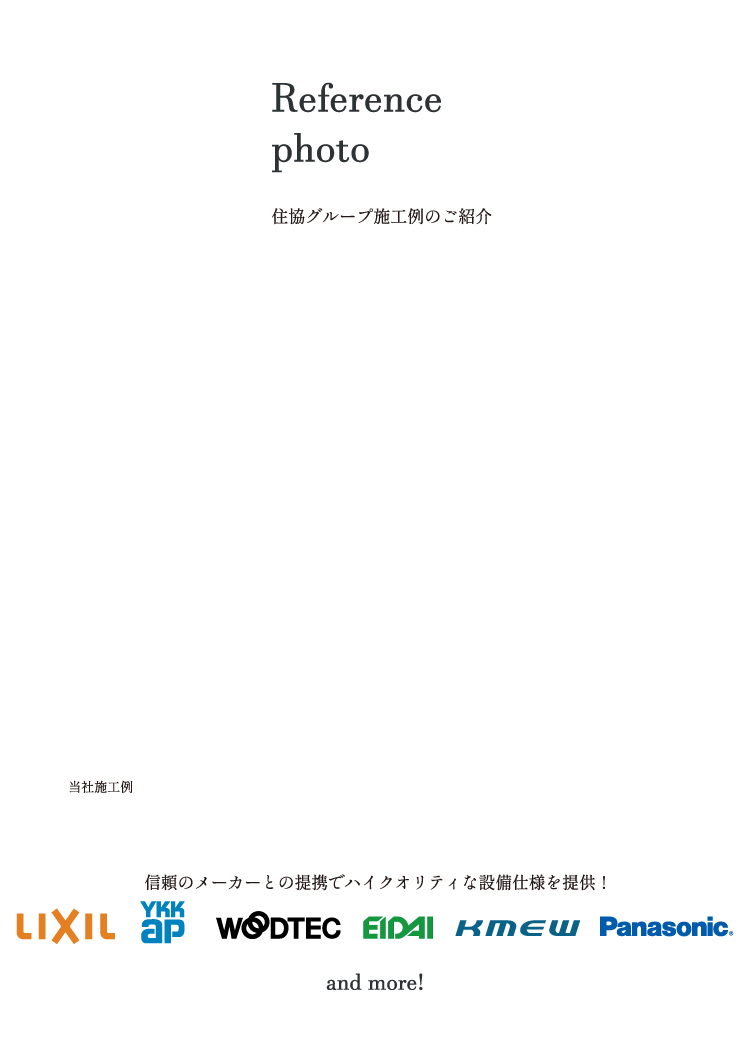 Reference
photo
住協グループ施工例のご紹介
当社施工例
信頼のメーカーとの提携でハイクオリティな設備仕様を提供！
LIXIL YKK ap WOODTEC EIDAI KMEW Panasonic®
and more!